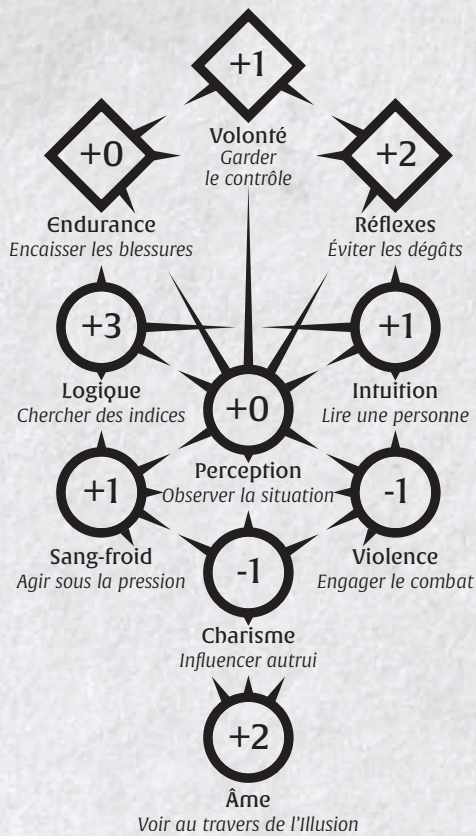 +1
Volonté
Garder
le contrôle
+0
Endurance
Encaisser les blessures
+2
Réflexes
Éviter les dégâts
+3
Logique
Chercher des indices
+1
Intuition
Lire une personne
+0
Perception
Observer la situation
+1
Sang-froid
Agir sous la pression
-1
Violence
Engager le combat
-1
Charisme
Influencer autrui
+2
Âme
Voir au travers de l'Illusion